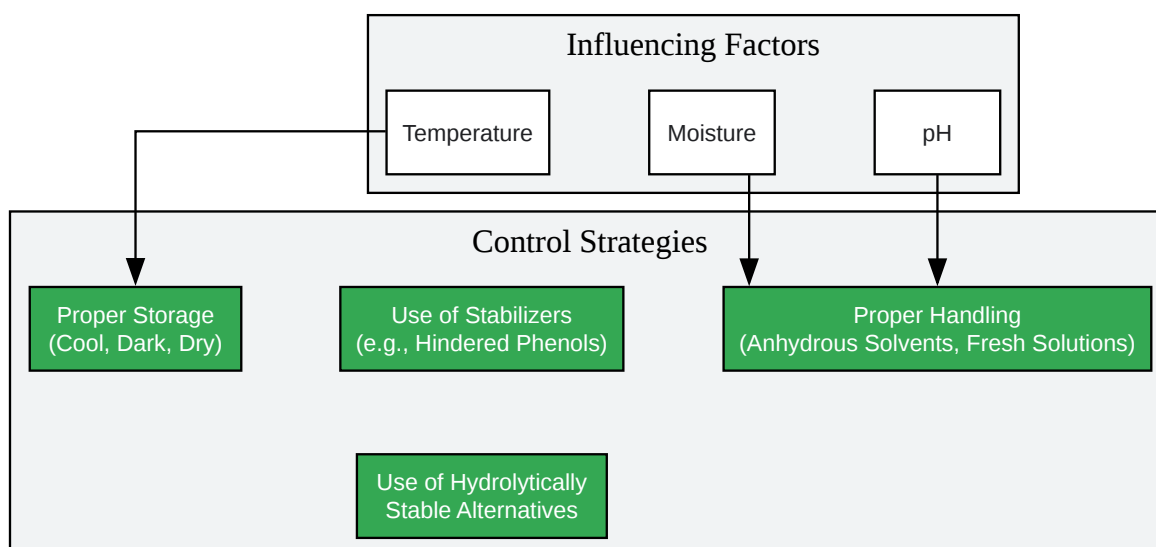 Influencing Factors
Temperature
Moisture
pH
Control Strategies
Proper Storage
(Cool, Dark, Dry)
Use of Stabilizers
(e.g., Hindered Phenols)
Proper Handling
(Anhydrous Solvents, Fresh Solutions)
Use of Hydrolytically
Stable Alternatives